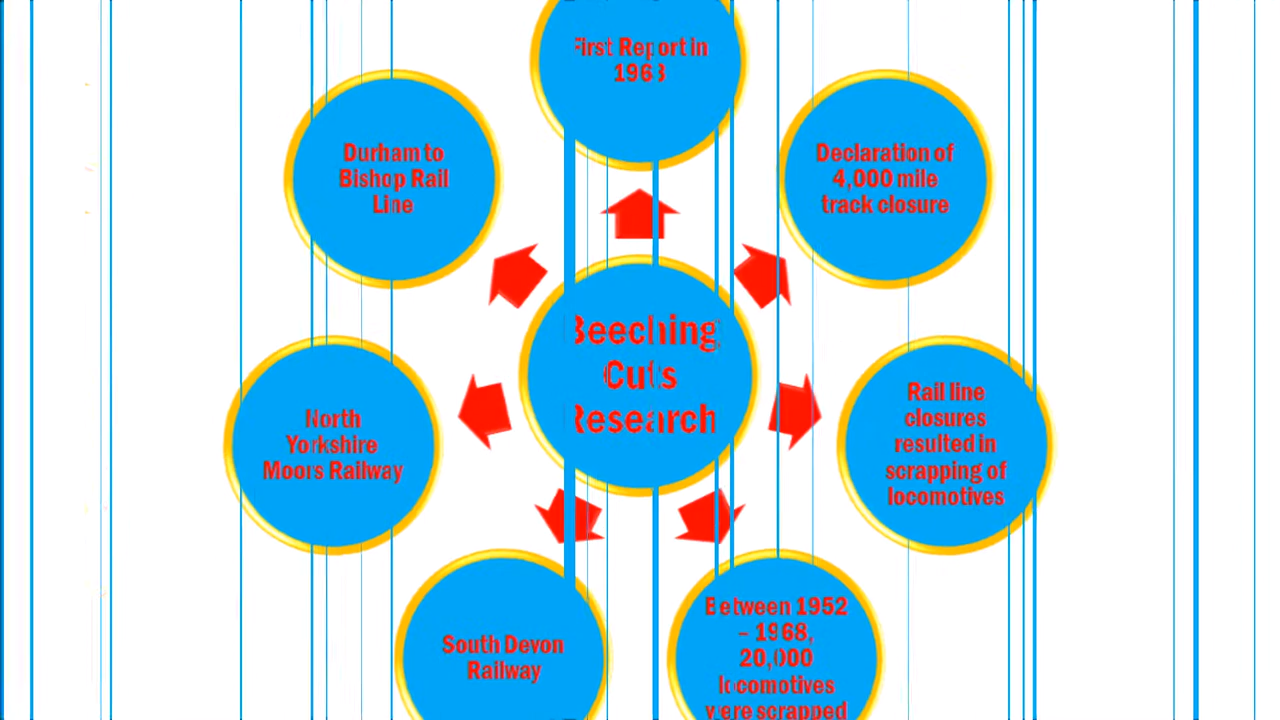 First Report in
1963
Declaration of
4,000 mile
track closure
Rail line
closures
resulted in
scrapping of
locomotives
Between 1952
– 1968,
20,000
locomotives
were scrapped
South Devon
Railway
North
Yorkshire
Moors Railway
Durham to
Bishop Rail
Line
Beeching
Cuts
Research